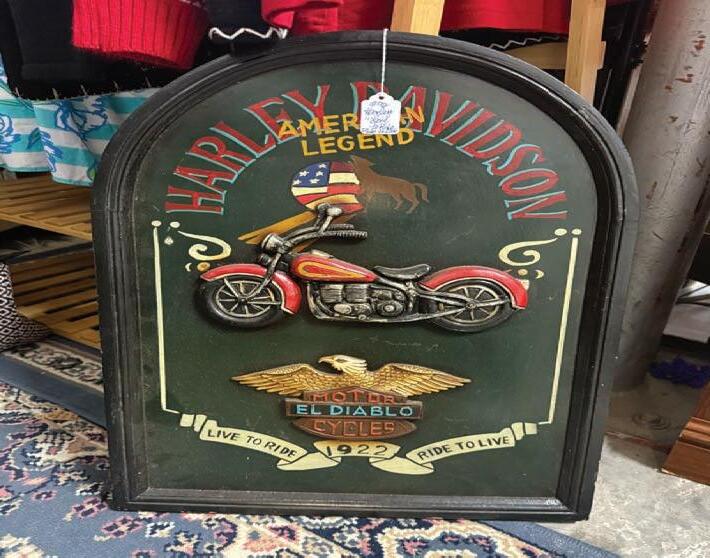 HARLEY DAVIDSON
AMERICAN
LEGEND
MOTOR
EL DIABLO
CYCLES
LIVE TO RIDE
1922
RIDE TO LIVE